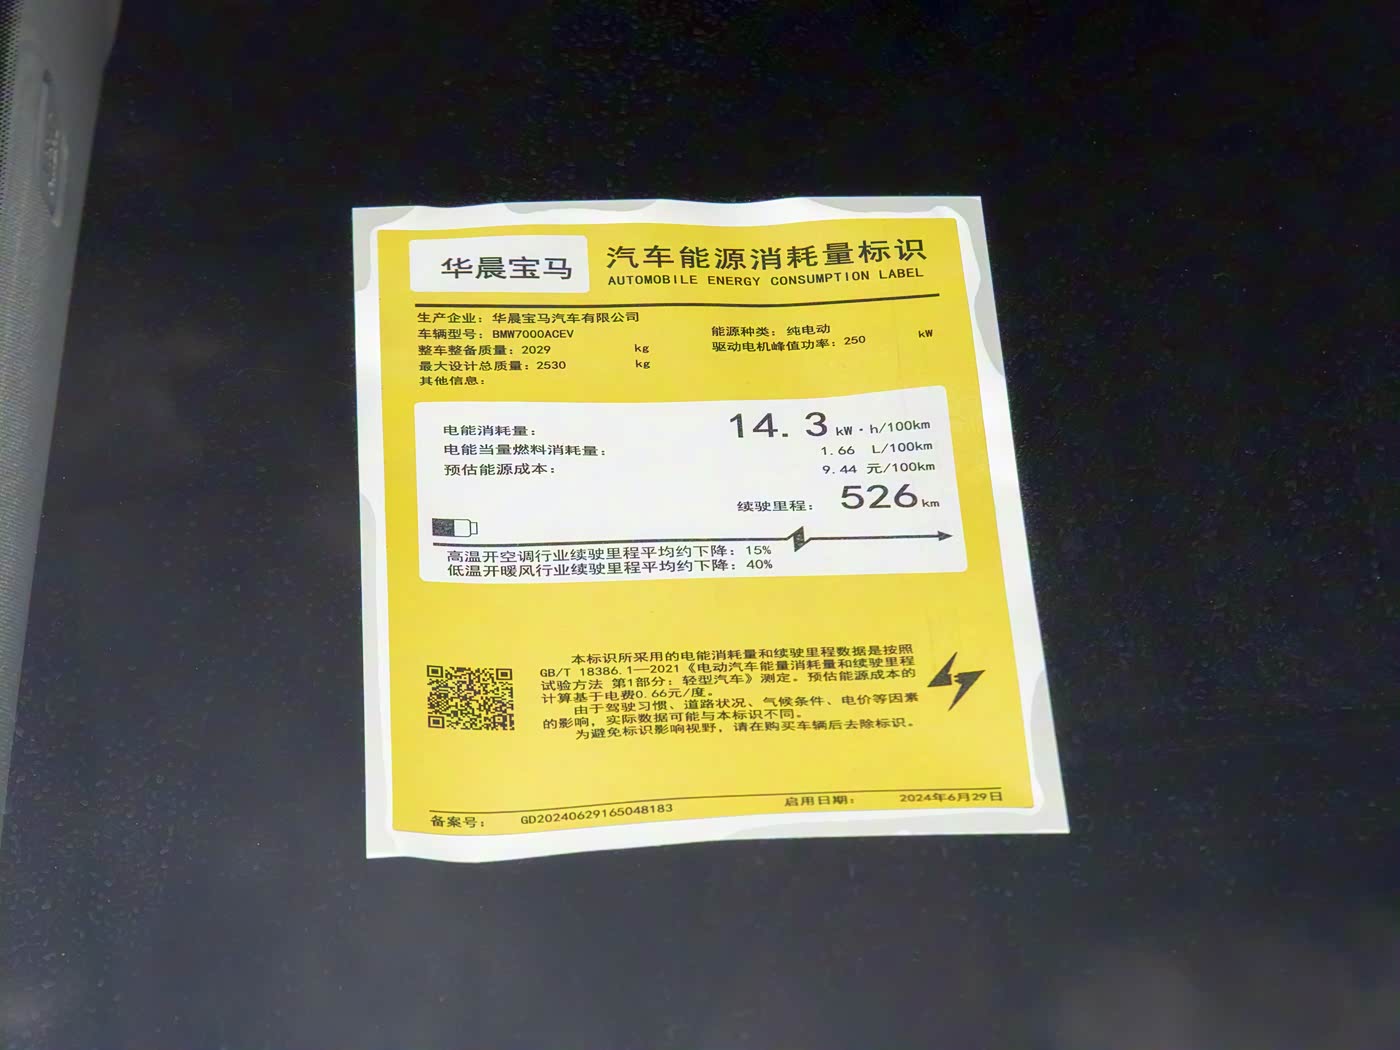 华晨宝马
汽车能源消耗量标识
AUTOMOBILE ENERGY CONSUMPTION LABEL
生产企业：华晨宝马汽车有限公司
车辆型号：BMW7000ACEV
能源种类：纯电动
整车整备质量：2029 kg
驱动电机峰值功率：250 kW
最大设计总质量：2530 kg
其他信息：
电能消耗量： 14.3 kW·h/100km
电能当量燃料消耗量： 1.66 L/100km
预估能源成本： 9.44 元/100km
续驶里程： 526 km
高温开空调行业续驶里程平均约下降：15%
低温开暖风行业续驶里程平均约下降：40%
本标识所采用的电能消耗量和续驶里程数据是按照
GB/T 18386.1—2021《电动汽车能量消耗量和续驶里程
试验方法 第1部分：轻型汽车》测定。预估能源成本的
计算基于电费0.66元/度。
由于驾驶习惯、道路状况、气候条件、电价等因素
的影响，实际数据可能与本标识不同。
为避免标识影响视野，请在购买车辆后去除标识。
备案号： GD20240629165048183
启用日期： 2024年6月29日